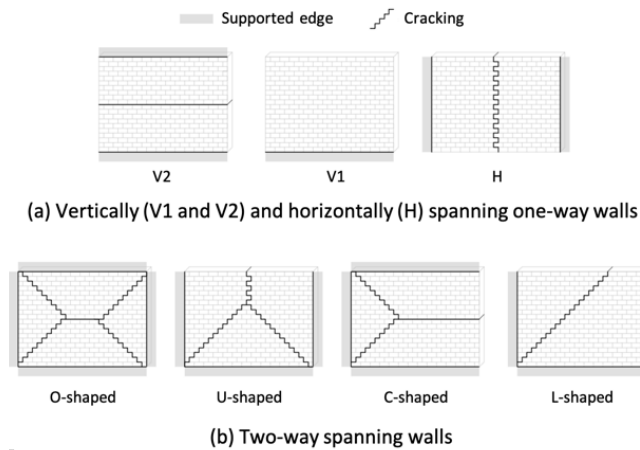 Supported edge Cracking
V2 V1 H
(a) Vertically (V1 and V2) and horizontally (H) spanning one-way walls
O-shaped U-shaped C-shaped L-shaped
(b) Two-way spanning walls